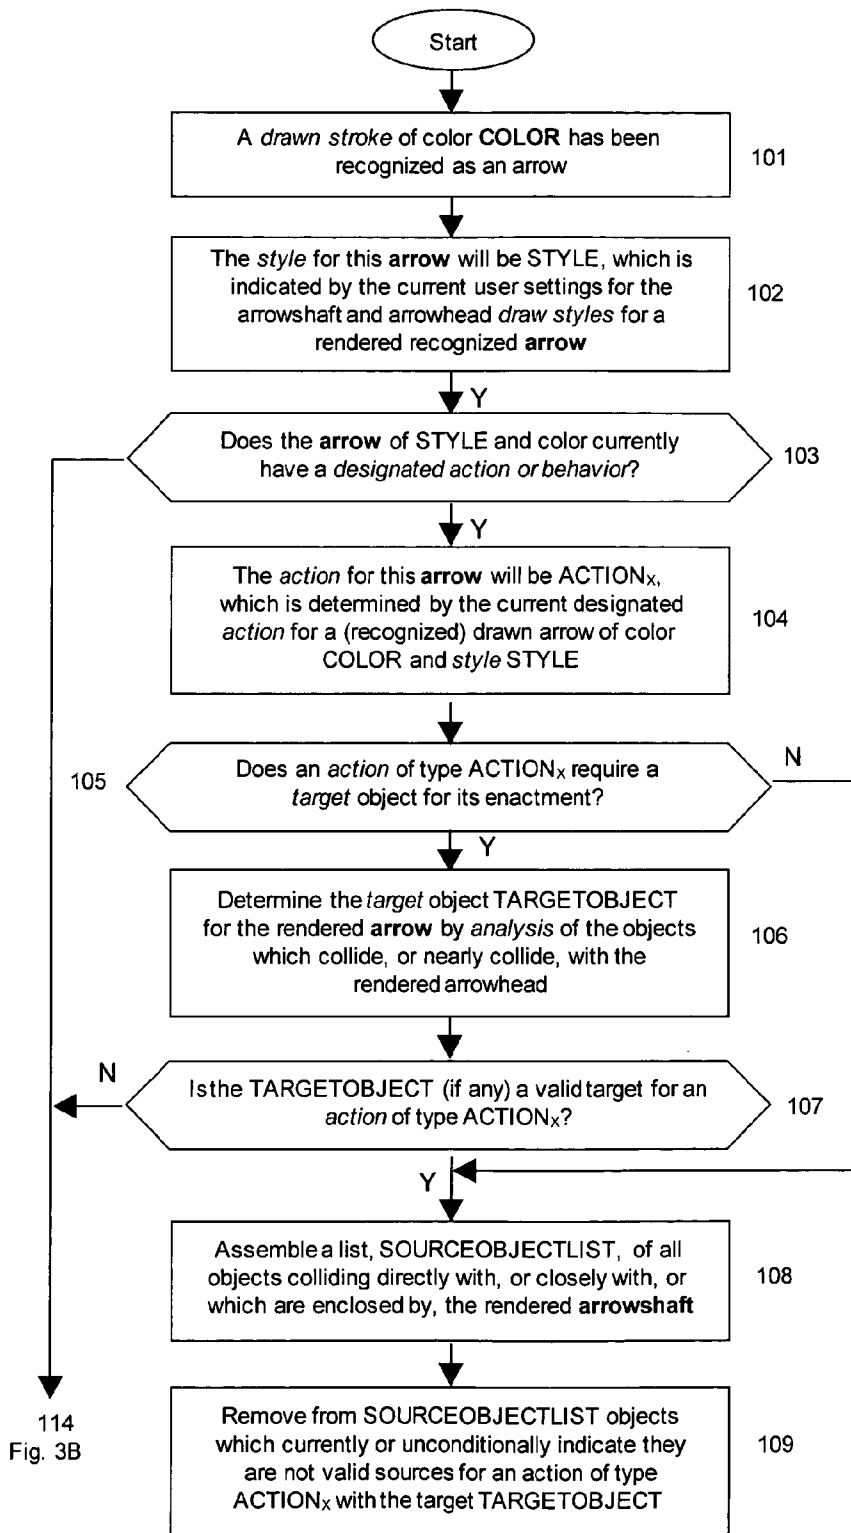 Start
A drawn stroke of color COLOR has been
recognized as an arrow
101
The style for this arrow will be STYLE, which is
indicated by the current user settings for the
arrowshaft and arrowhead draw styles for a
rendered recognized arrow
102
Y
Does the arrow of STYLE and color currently
have a designated action or behavior?
103
Y
The action for this arrow will be ACTIONx,
which is determined by the current designated
action for a (recognized) drawn arrow of color
COLOR and style STYLE
104
105
Does an action of type ACTIONx require a
target object for its enactment?
N
Y
Determine the target object TARGETOBJECT
for the rendered arrow by analysis of the objects
which collide, or nearly collide, with the
rendered arrowhead
106
N
Is the TARGETOBJECT (if any) a valid target for an
action of type ACTIONx?
107
Y
Assemble a list, SOURCEOBJECTLIST, of all
objects colliding directly with, or closely with, or
which are enclosed by, the rendered arrowshaft
108
114
Fig. 3B
Remove from SOURCEOBJECTLIST objects
which currently or unconditionally indicate they
are not valid sources for an action of type
ACTIONx with the target TARGETOBJECT
109